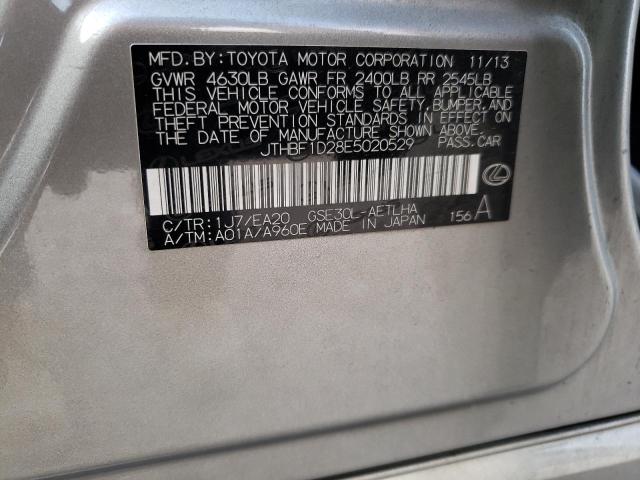 MFD.BY:TOYOTA MOTOR CORPORATION 11/13
GVWR 4630LB GAWR FR 2400LB RR 2545LB
THIS VEHICLE CONFORMS TO ALL APPLICABLE
FEDERAL MOTOR VEHICLE SAFETY,BUMPER,AND
THEFT PREVENTION STANDARDS IN EFFECT ON
THE DATE OF MANUFACTURE SHOWN ABOVE.
JTHBF1D28E5020529 PASS.CAR
C/TR:1J7/EA20 GSE30L-AETLHA
A/TM:A01A/A960E MADE IN JAPAN 156 A